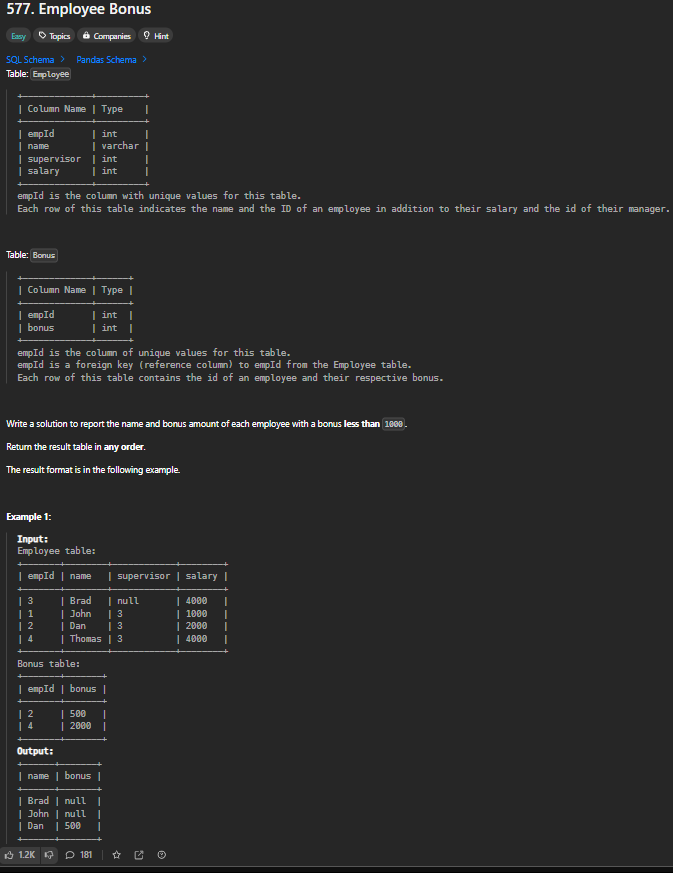 577. Employee Bonus
Easy Topics Companies Hint
SQL Schema > Pandas Schema >
Table: Employee
+-------------+---------+
| Column Name | Type    |
+-------------+---------+
| empId       | int     |
| name        | varchar |
| supervisor  | int     |
| salary      | int     |
+-------------+---------+
empId is the column with unique values for this table.
Each row of this table indicates the name and the ID of an employee in addition to their salary and the id of their manager.
Table: Bonus
+-------------+------+
| Column Name | Type |
+-------------+------+
| empId       | int  |
| bonus       | int  |
+-------------+------+
empId is the column of unique values for this table.
empId is a foreign key (reference column) to empId from the Employee table.
Each row of this table contains the id of an employee and their respective bonus.
Write a solution to report the name and bonus amount of each employee with a bonus less than 1000.
Return the result table in any order.
The result format is in the following example.
Example 1:
Input:
Employee table:
+-------+--------+------------+--------+
| empId | name   | supervisor | salary |
+-------+--------+------------+--------+
| 3     | Brad   | null       | 4000   |
| 1     | John   | 3          | 1000   |
| 2     | Dan    | 3          | 2000   |
| 4     | Thomas | 3          | 4000   |
+-------+--------+------------+--------+
Bonus table:
+-------+-------+
| empId | bonus |
+-------+-------+
| 2     | 500   |
| 4     | 2000  |
+-------+-------+
Output:
+------+-------+
| name | bonus |
+------+-------+
| Brad | null  |
| John | null  |
| Dan  | 500   |
+------+-------+
1.2K 181